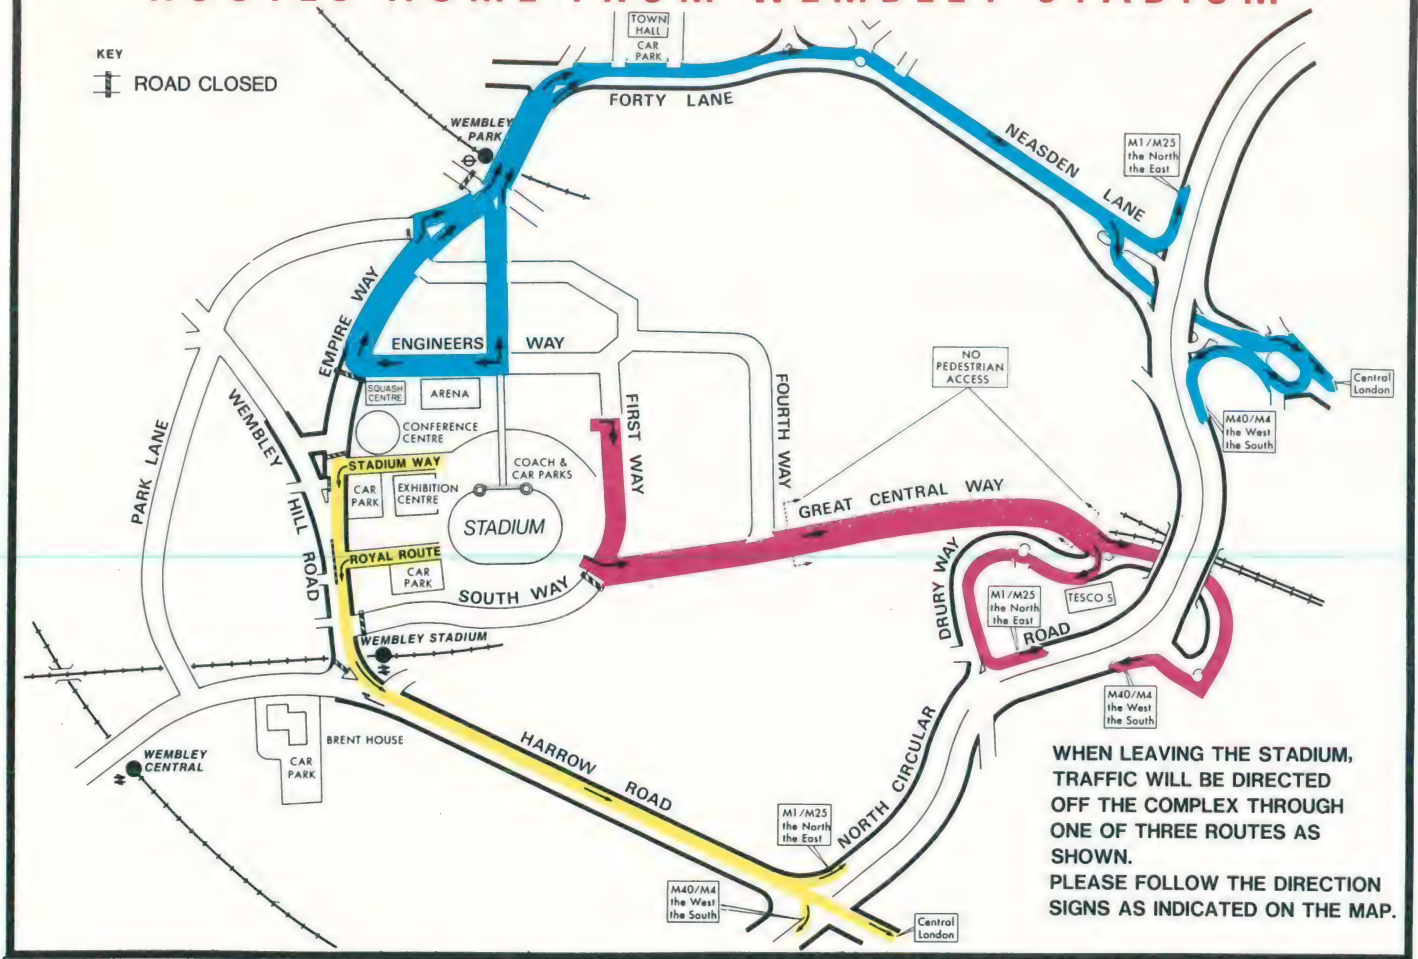 ROUTES HOME FROM WEMBLEY STADIUM
KEY
ROAD CLOSED
TOWN
HALL
CAR
PARK
FORTY LANE
WEMBLEY
PARK
NEASDEN LANE
M1/M25
the North
the East
EMPIRE WAY
ENGINEERS WAY
NO
PEDESTRIAN
ACCESS
Central
London
M40/M4
the West
the South
SQUASH
CENTRE
ARENA
CONFERENCE
CENTRE
FIRST WAY
FOURTH WAY
PARK LANE
WEMBLEY HILL ROAD
STADIUM WAY
CAR
PARK
EXHIBITION
CENTRE
COACH &
CAR PARKS
STADIUM
GREAT CENTRAL WAY
ROYAL ROUTE
CAR
PARK
SOUTH WAY
DRURY WAY
TESCO S
M1/M25
the North
the East
ROAD
WEMBLEY STADIUM
M40/M4
the West
the South
BRENT HOUSE
CAR
PARK
WEMBLEY
CENTRAL
HARROW ROAD
NORTH CIRCULAR
M1/M25
the North
the East
M40/M4
the West
the South
Central
London
WHEN LEAVING THE STADIUM,
TRAFFIC WILL BE DIRECTED
OFF THE COMPLEX THROUGH
ONE OF THREE ROUTES AS
SHOWN.
PLEASE FOLLOW THE DIRECTION
SIGNS AS INDICATED ON THE MAP.